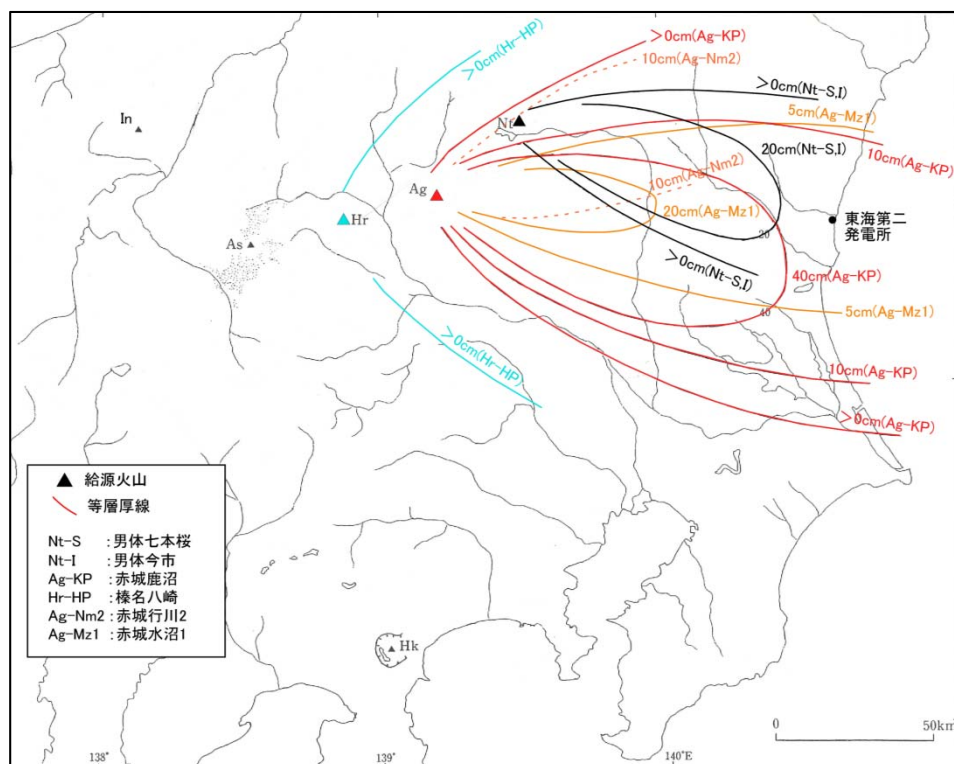 >0cm(Hr-HP)
>0cm(Ag-KP)
10cm(Ag-Nm2)
>0cm(Nt-S,I)
5cm(Ag-Mz1)
In
Nt
20cm(Nt-S,I)
10cm(Ag-KP)
10cm(Ag-Nm2)
Ag
20cm(Ag-Mz1)
Hr
As
20
東海第二
発電所
>0cm(Nt-S,I)
40cm(Ag-KP)
40
5cm(Ag-Mz1)
>0cm(Hr-HP)
10cm(Ag-KP)
>0cm(Ag-KP)
給源火山
等層厚線
Nt-S :男体七本桜
Nt-I :男体今市
Ag-KP :赤城鹿沼
Hr-HP :榛名八崎
Ag-Nm2 :赤城行川2
Ag-Mz1 :赤城水沼1
Hk
0 50km
138°
139°
140°E